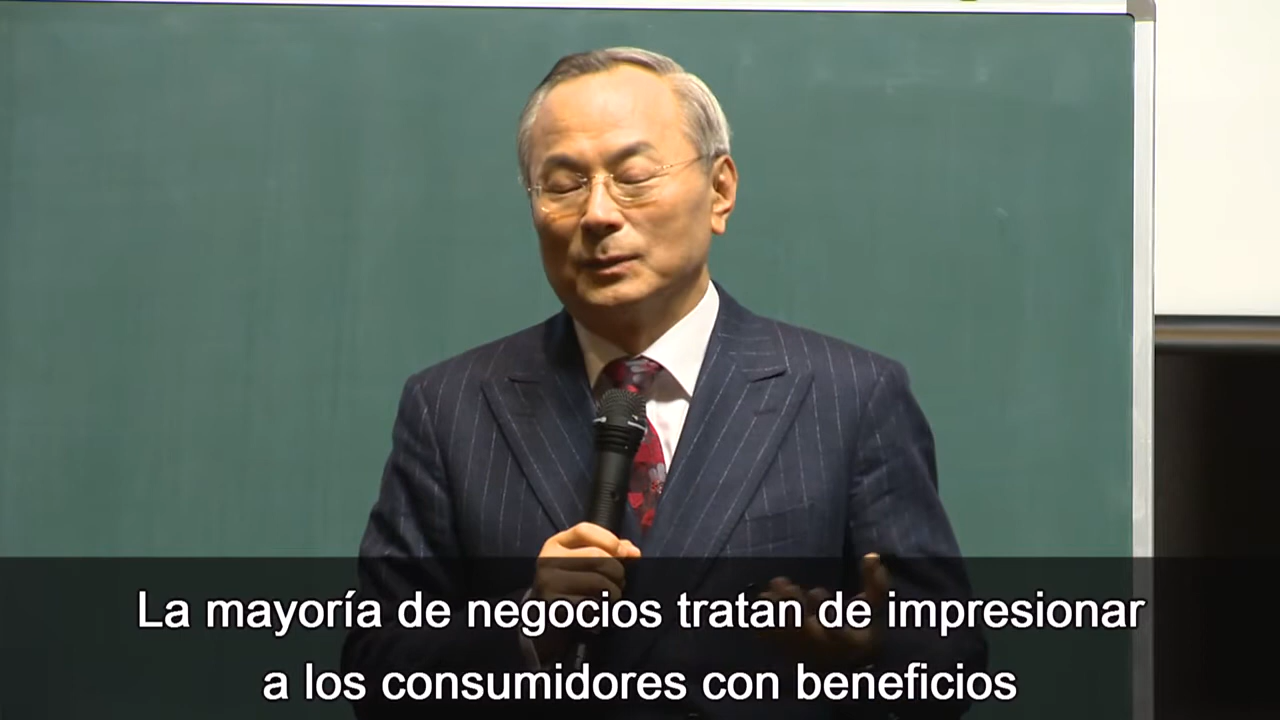 La mayoría de negocios tratan de impresionar
a los consumidores con beneficios